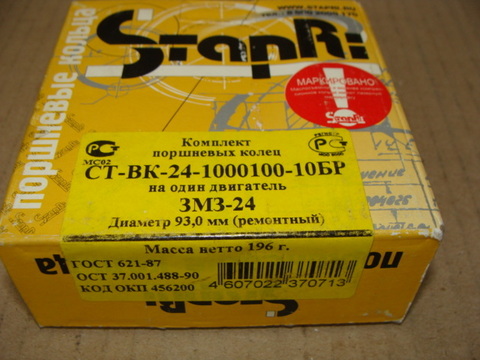 WWW.STAPRI.RU
StapRi
поршневые кольца
МАРКИРОВАНО
StapRi
Комплект
поршневых колец
МС02
СТ-ВК-24-1000100-10БР
на один двигатель
ЗМЗ-24
Диаметр 93,0 мм (ремонтный)
Масса нетто 196 г.
ГОСТ 621-87
ОСТ 37.001.488-90
КОД ОКП 456200
4 607022 370713